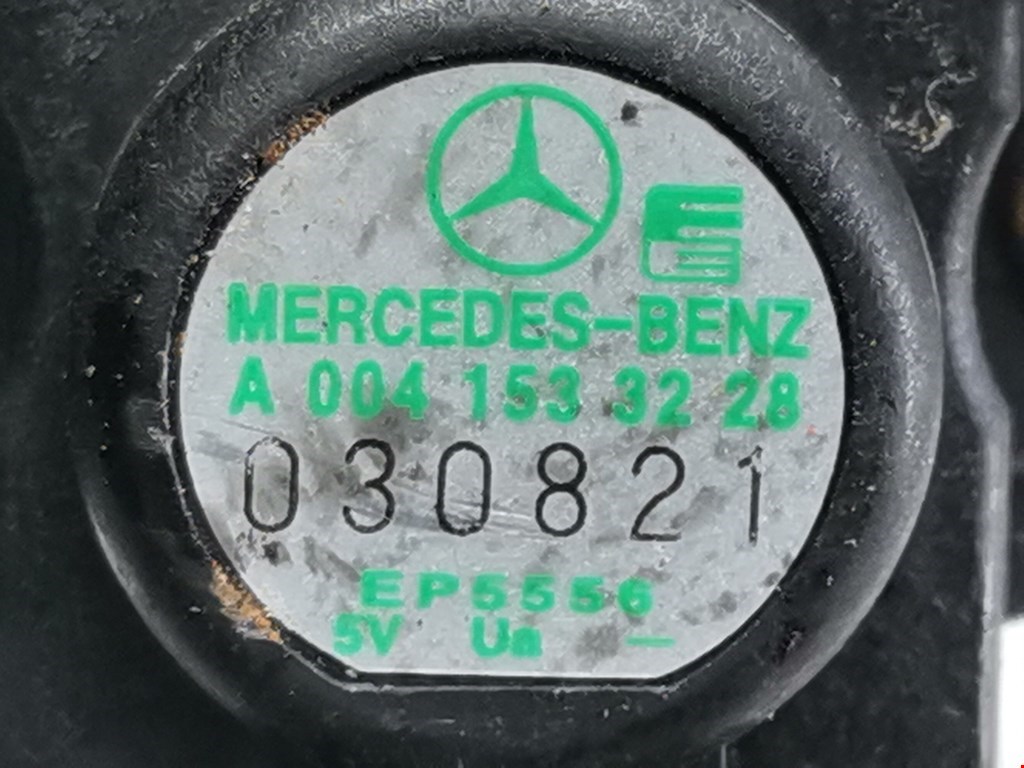 MERCEDES-BENZ
A 004 153 32 28
030821
EP5556
5V Ua —